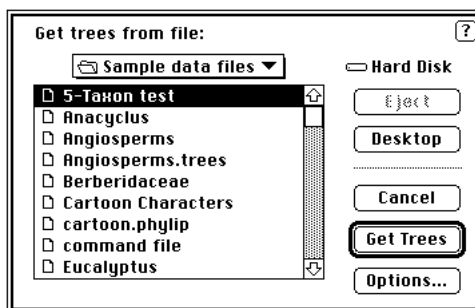 Get trees from file:
?
Sample data files
Hard Disk
5-Taxon test
Anacyclus
Angiosperms
Angiosperms.trees
Berberidaceae
Cartoon Characters
cartoon.phylip
command file
Eucalyptus
Eject
Desktop
Cancel
Get Trees
Options...